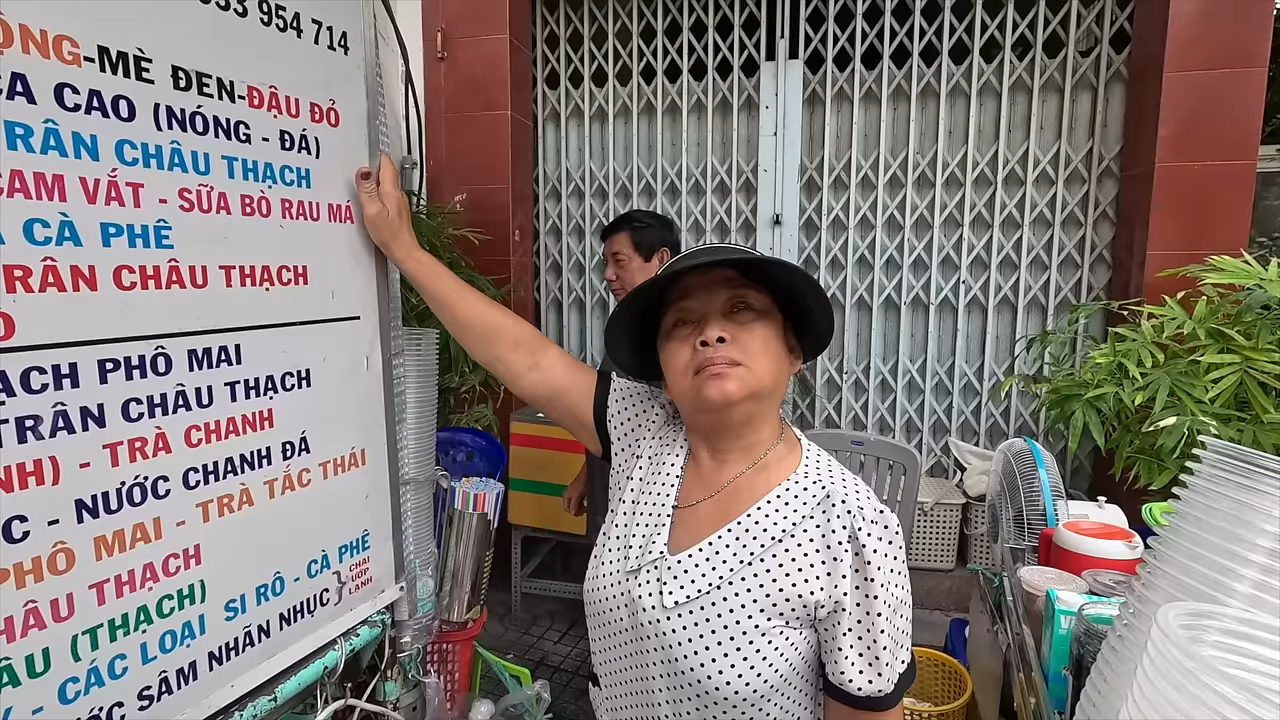 33 954 714
ỘNG-MÈ ĐEN-ĐẬU ĐỎ
CA CAO (NÓNG - ĐÁ)
TRÂN CHÂU THẠCH
CAM VẮT - SỮA BÒ RAU MÁ
CÀ PHÊ
TRÂN CHÂU THẠCH
ẠCH PHÔ MAI
TRÂN CHÂU THẠCH
NH) - TRÀ CHANH
C - NƯỚC CHANH ĐÁ
PHÔ MAI - TRÀ TẮC THÁI
HÂU THẠCH
ÂU (THẠCH)
- CÁC LOẠI SI RÔ - CÀ PHÊ
ỚC SÂM NHÃN NHỤC } CHAI ƯỚP LẠNH